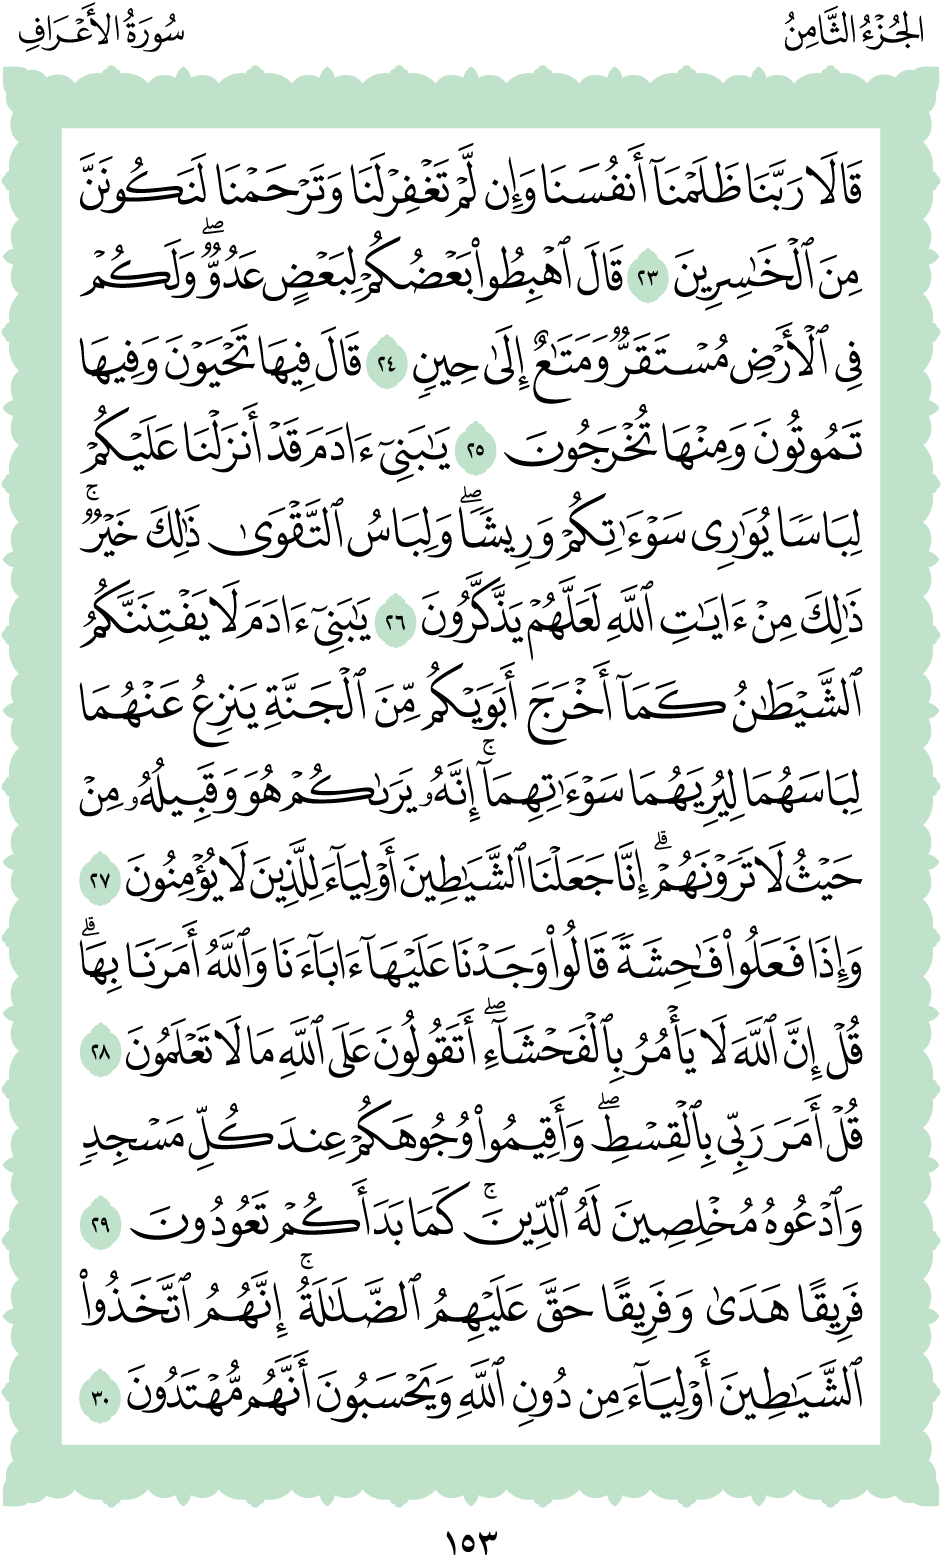 الجُزْءُ الثَّامِنُ
سُورَةُ الأَعْرَافِ
قَالَا رَبَّنَا ظَلَمْنَآ أَنفُسَنَا وَإِن لَّمْ تَغْفِرْ لَنَا وَتَرْحَمْنَا لَنَكُونَنَّ
مِنَ ٱلْخَٰسِرِينَ ٢٣ قَالَ ٱهْبِطُوا۟ بَعْضُكُمْ لِبَعْضٍ عَدُوٌّۖ وَلَكُمْ
فِى ٱلْأَرْضِ مُسْتَقَرٌّ وَمَتَٰعٌ إِلَىٰ حِينٍ ٢٤ قَالَ فِيهَا تَحْيَوْنَ وَفِيهَا
تَمُوتُونَ وَمِنْهَا تُخْرَجُونَ ٢٥ يَٰبَنِىٓ ءَادَمَ قَدْ أَنزَلْنَا عَلَيْكُمْ
لِبَاسًا يُوَٰرِى سَوْءَٰتِكُمْ وَرِيشًاۖ وَلِبَاسُ ٱلتَّقْوَىٰ ذَٰلِكَ خَيْرٌۚ
ذَٰلِكَ مِنْ ءَايَٰتِ ٱللَّهِ لَعَلَّهُمْ يَذَّكَّرُونَ ٢٦ يَٰبَنِىٓ ءَادَمَ لَا يَفْتِنَنَّكُمُ
ٱلشَّيْطَٰنُ كَمَآ أَخْرَجَ أَبَوَيْكُم مِّنَ ٱلْجَنَّةِ يَنزِعُ عَنْهُمَا
لِبَاسَهُمَا لِيُرِيَهُمَا سَوْءَٰتِهِمَآۚ إِنَّهُۥ يَرَىٰكُمْ هُوَ وَقَبِيلُهُۥ مِنْ
حَيْثُ لَا تَرَوْنَهُمْۗ إِنَّا جَعَلْنَا ٱلشَّيَٰطِينَ أَوْلِيَآءَ لِلَّذِينَ لَا يُؤْمِنُونَ ٢٧
وَإِذَا فَعَلُوا۟ فَٰحِشَةً قَالُوا۟ وَجَدْنَا عَلَيْهَآ ءَابَآءَنَا وَٱللَّهُ أَمَرَنَا بِهَاۗ
قُلْ إِنَّ ٱللَّهَ لَا يَأْمُرُ بِٱلْفَحْشَآءِۖ أَتَقُولُونَ عَلَى ٱللَّهِ مَا لَا تَعْلَمُونَ ٢٨
قُلْ أَمَرَ رَبِّى بِٱلْقِسْطِۖ وَأَقِيمُوا۟ وُجُوهَكُمْ عِندَ كُلِّ مَسْجِدٍ
وَٱدْعُوهُ مُخْلِصِينَ لَهُ ٱلدِّينَۚ كَمَا بَدَأَكُمْ تَعُودُونَ ٢٩
فَرِيقًا هَدَىٰ وَفَرِيقًا حَقَّ عَلَيْهِمُ ٱلضَّلَٰلَةُۚ إِنَّهُمُ ٱتَّخَذُوا۟
ٱلشَّيَٰطِينَ أَوْلِيَآءَ مِن دُونِ ٱللَّهِ وَيَحْسَبُونَ أَنَّهُم مُّهْتَدُونَ ٣٠
١٥٣